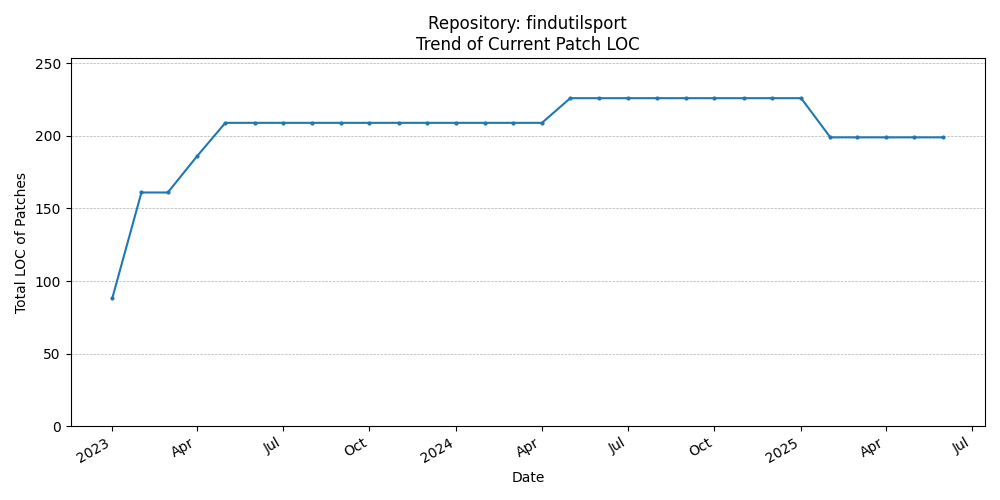 Repository: findutilsport
Trend of Current Patch LOC
250
200
150
100
50
0
Total LOC of Patches
2023
Apr
Jul
Oct
2024
Apr
Jul
Oct
2025
Apr
Jul
Date